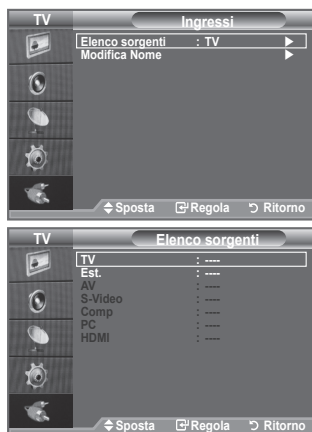 TV Ingressi
Elenco sorgenti : TV
Modifica Nome
Sposta Regola Ritorno
TV Elenco sorgenti
TV : ----
Est. : ----
AV : ----
S-Video : ----
Comp : ----
PC : ----
HDMI : ----
Sposta Regola Ritorno